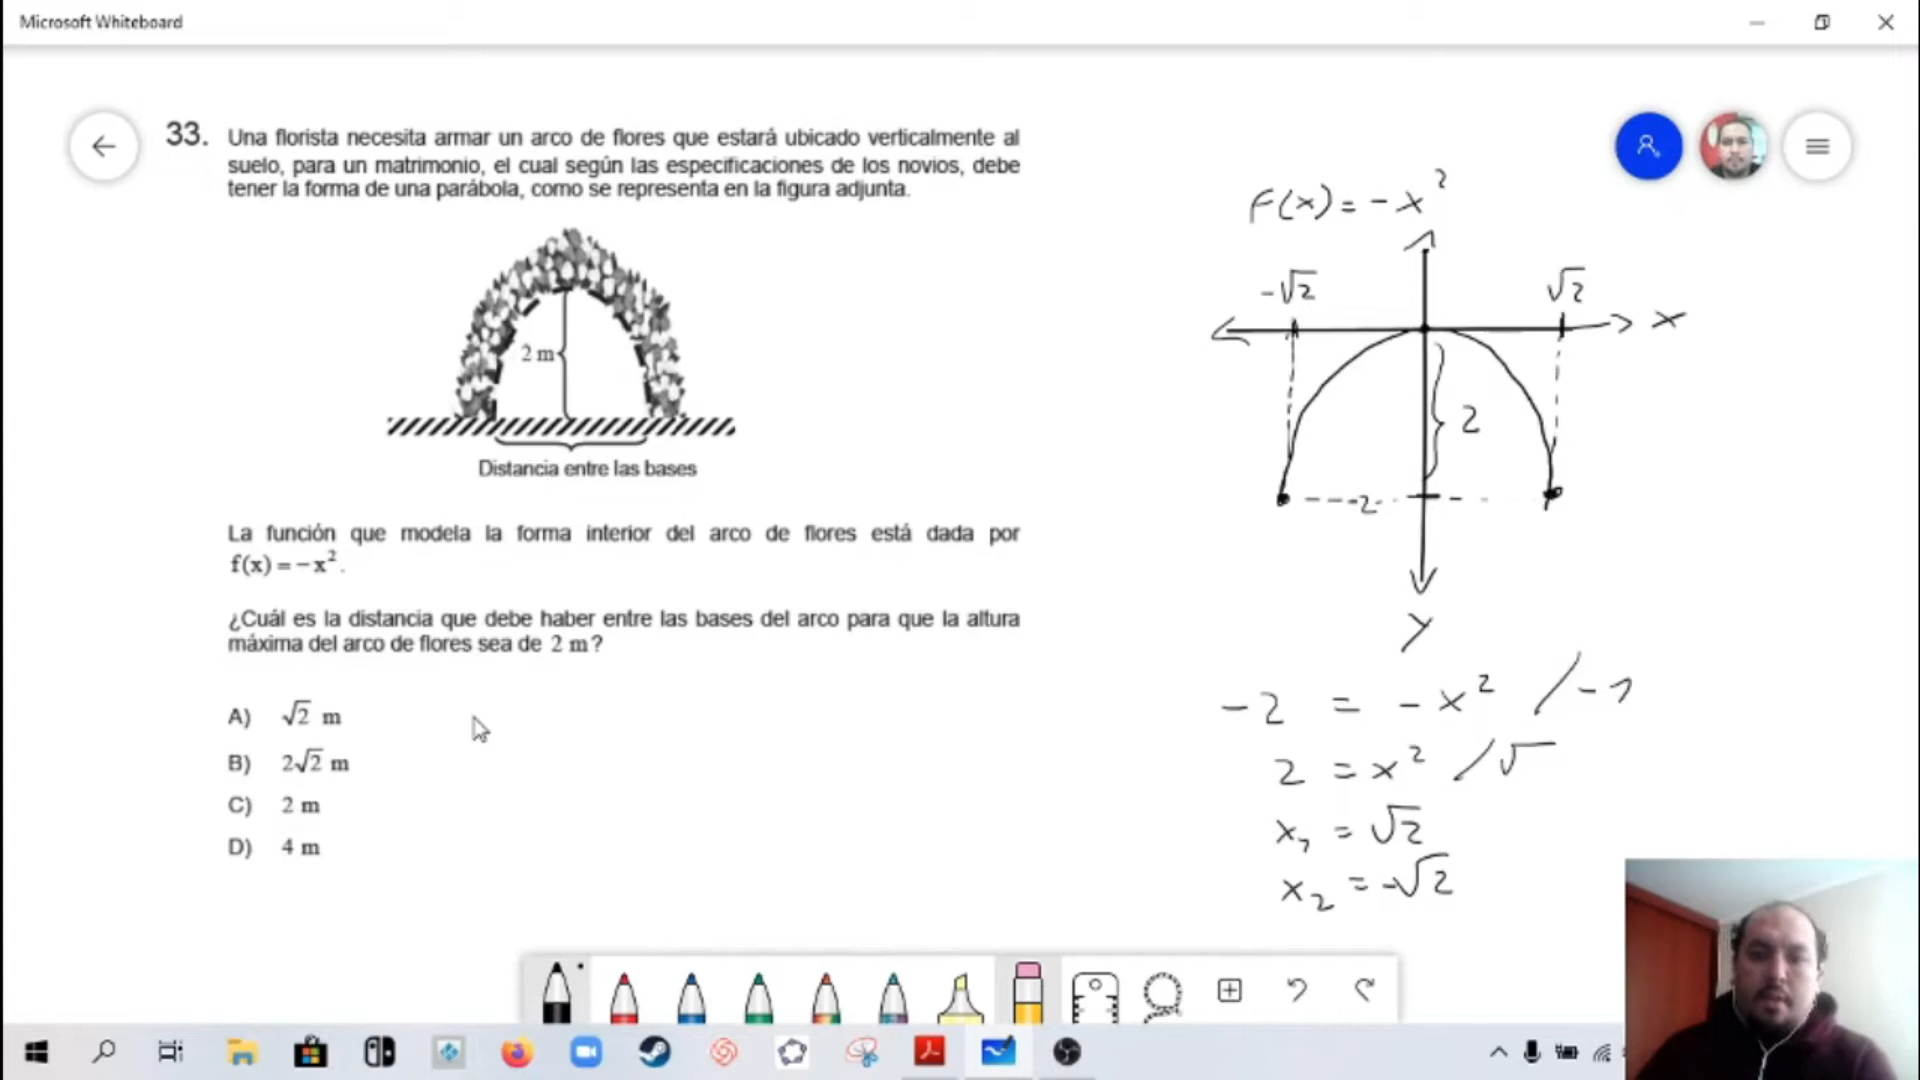 Microsoft Whiteboard
33. Una florista necesita armar un arco de flores que estará ubicado verticalmente al
suelo, para un matrimonio, el cual según las especificaciones de los novios, debe
tener la forma de una parábola, como se representa en la figura adjunta.
2 m
Distancia entre las bases
La función que modela la forma interior del arco de flores está dada por
f(x) = −x².
¿Cuál es la distancia que debe haber entre las bases del arco para que la altura
máxima del arco de flores sea de 2 m?
A) √2 m
B) 2√2 m
C) 2 m
D) 4 m
F(x) = -x²
-√2
√2
x
2
-2
y
-2 = -x² /-1
2 = x² /√
x₁ = √2
x₂ = -√2